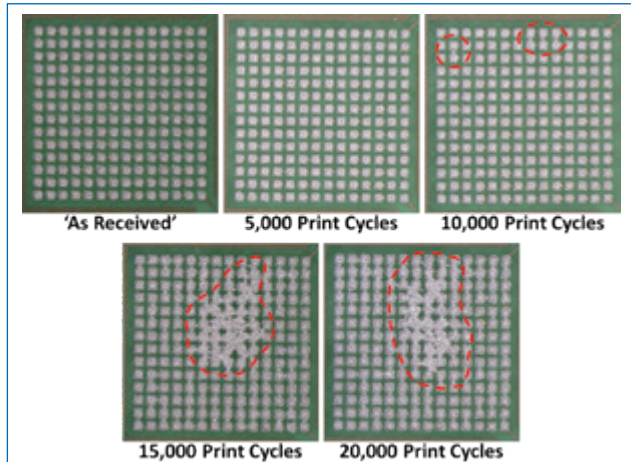 'As Received'
5,000 Print Cycles
10,000 Print Cycles
15,000 Print Cycles
20,000 Print Cycles